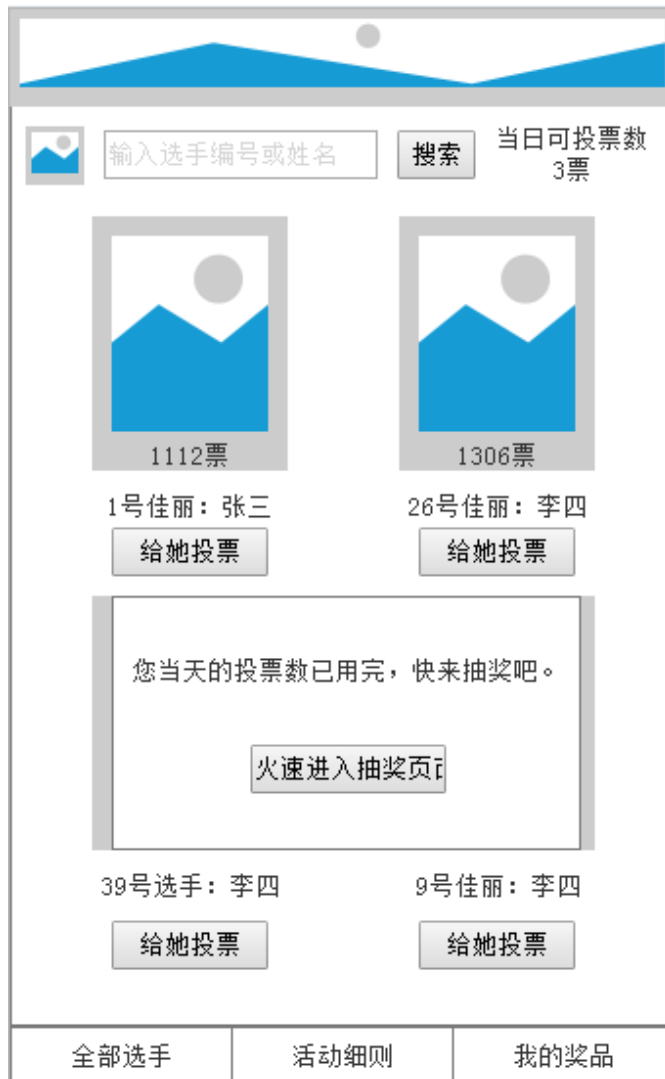 输入选手编号或姓名
搜索
当日可投票数
3票
1112票
1306票
1号佳丽：张三
26号佳丽：李四
给她投票
给她投票
您当天的投票数已用完，快来抽奖吧。
火速进入抽奖页
39号选手：李四
9号佳丽：李四
给她投票
给她投票
全部选手
活动细则
我的奖品